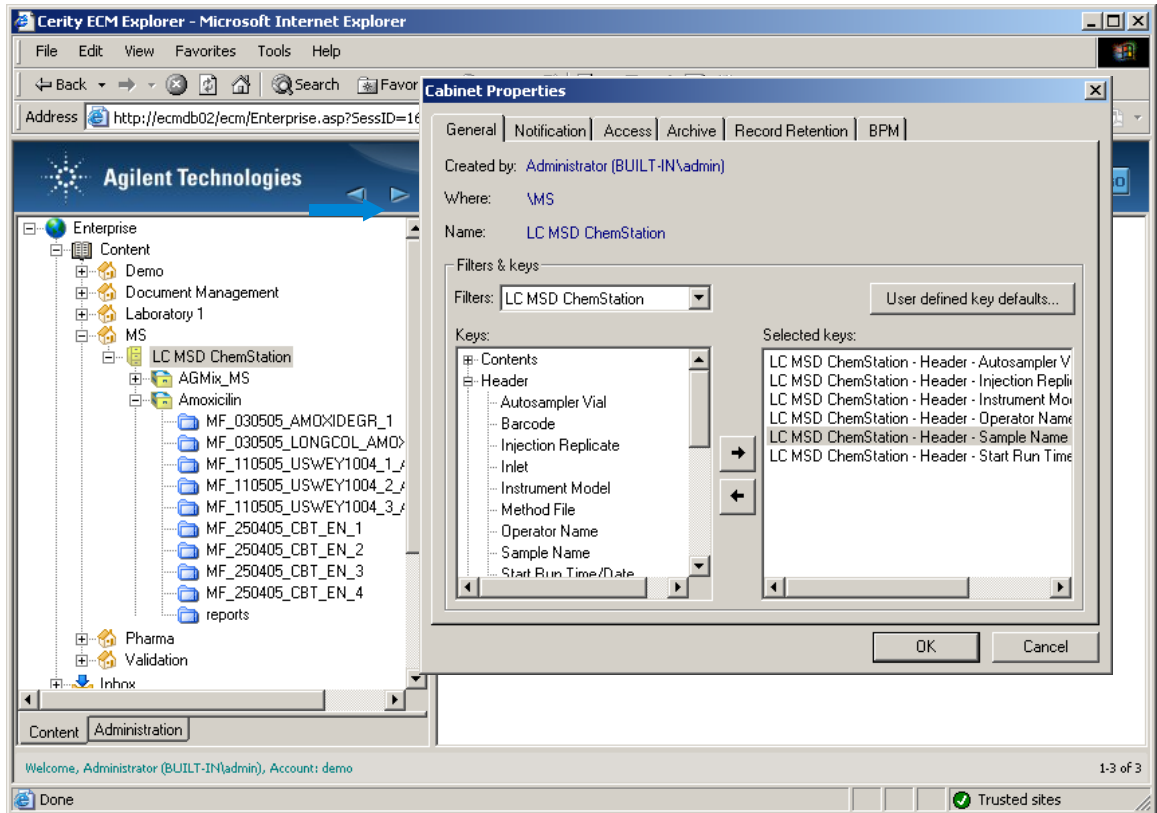 Cerity ECM Explorer - Microsoft Internet Explorer
File Edit View Favorites Tools Help
Back Search Favor
Address http://ecmdb02/ecm/Enterprise.asp?SessID=16
Agilent Technologies
Enterprise
Content
Demo
Document Management
Laboratory 1
MS
LC MSD ChemStation
AGMix_MS
Amoxicilin
MF_030505_AMOXIDEGR_1
MF_030505_LONGCOL_AMO
MF_110505_USWEY1004_1_
MF_110505_USWEY1004_2_
MF_110505_USWEY1004_3_
MF_250405_CBT_EN_1
MF_250405_CBT_EN_2
MF_250405_CBT_EN_3
MF_250405_CBT_EN_4
reports
Pharma
Validation
Inbox
Content Administration
Cabinet Properties
General Notification Access Archive Record Retention BPM
Created by: Administrator (BUILT-IN\admin)
Where: \MS
Name: LC MSD ChemStation
Filters & keys
Filters: LC MSD ChemStation
User defined key defaults...
Keys:
Contents
Header
Autosampler Vial
Barcode
Injection Replicate
Inlet
Instrument Model
Method File
Operator Name
Sample Name
Start Run Time/Date
Selected keys:
LC MSD ChemStation - Header - Autosampler V
LC MSD ChemStation - Header - Injection Repli
LC MSD ChemStation - Header - Instrument Mo
LC MSD ChemStation - Header - Operator Name
LC MSD ChemStation - Header - Sample Name
LC MSD ChemStation - Header - Start Run Time
OK Cancel
Welcome, Administrator (BUILT-IN\admin), Account: demo
1-3 of 3
Done
Trusted sites